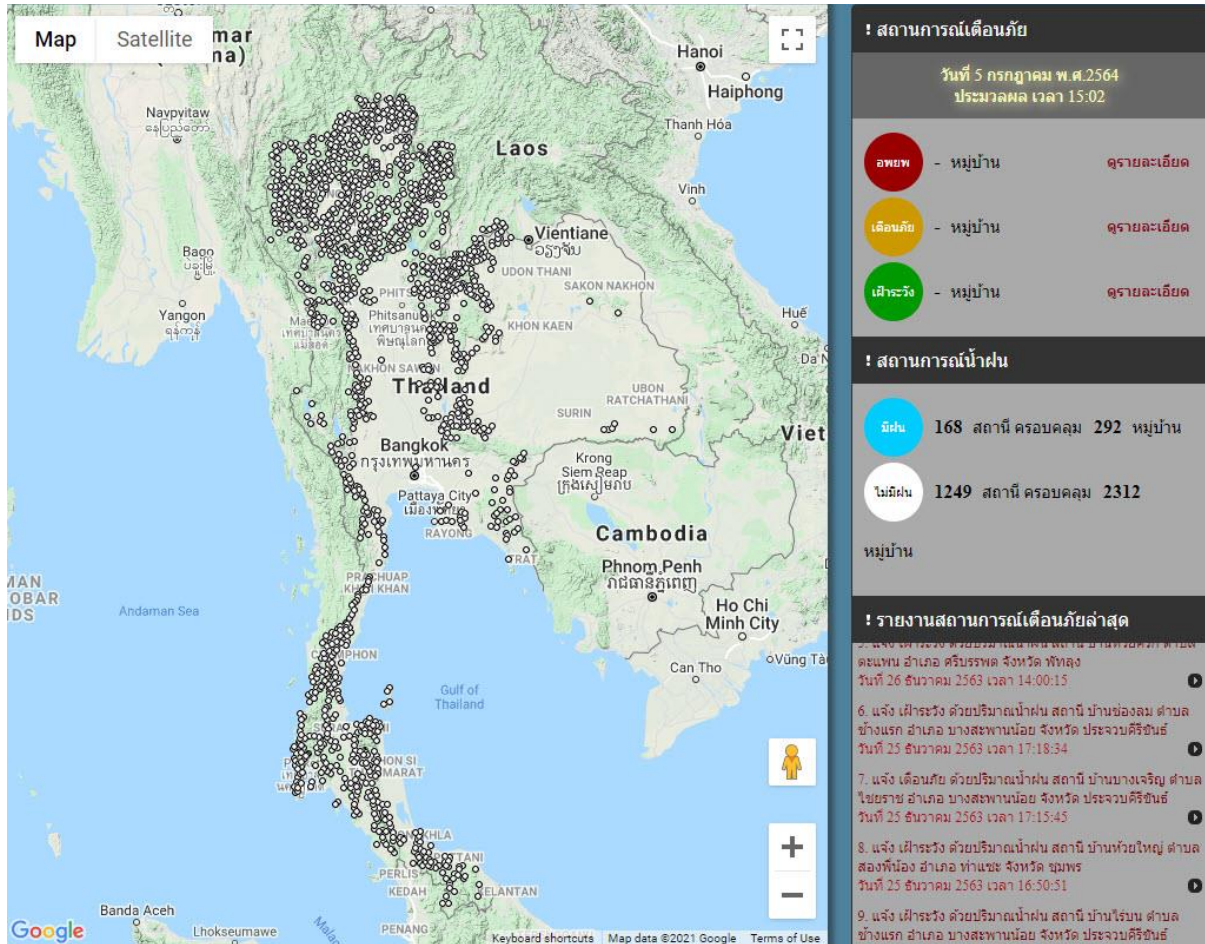 Map
Satellite
Hanoi
Haiphong
Navpyitaw
နေပြည်တော်
Thanh Hóa
Laos
Vinh
Vientiane
ວຽງຈັນ
Bago
UDON THANI
SAKON NAKHON
Yangon
ရန်ကုန်
Huế
Phitsanulok
เทศบาลนคร
พิษณุโลก
KHON KAEN
Thailand
UBON
RATCHATHANI
SURIN
Viet
Bangkok
กรุงเทพมหานคร
Krong
Siem Reap
Pattaya City
RAYONG
TRAT
Cambodia
Phnom Penh
រាជធានីភ្នំពេញ
PRACHUAP
KHIRI KHAN
Andaman Sea
Ho Chi
Minh City
Can Tho
Vũng Tàu
Gulf of
Thailand
PERLIS
KEDAH
KELANTAN
Banda Aceh
Lhokseumawe
PENANG
Google
Keyboard shortcuts
Map data ©2021 Google
Terms of Use
! สถานการณ์เตือนภัย
วันที่ 5 กรกฎาคม พ.ศ.2564
ประมวลผล เวลา 15:02
อพยพ - หมู่บ้าน ดูรายละเอียด
เตือนภัย - หมู่บ้าน ดูรายละเอียด
เฝ้าระวัง - หมู่บ้าน ดูรายละเอียด
! สถานการณ์น้ำฝน
มีฝน 168 สถานี ครอบคลุม 292 หมู่บ้าน
ไม่มีฝน 1249 สถานี ครอบคลุม 2312
หมู่บ้าน
! รายงานสถานการณ์เตือนภัยล่าสุด
ตะแพน อำเภอ ศรีบรรพต จังหวัด พัทลุง
วันที่ 26 ธันวาคม 2563 เวลา 14:00:15
6. แจ้ง เฝ้าระวัง ด้วยปริมาณน้ำฝน สถานี บ้านช่องลม ตำบล
ช้างแรก อำเภอ บางสะพานน้อย จังหวัด ประจวบคีรีขันธ์
วันที่ 25 ธันวาคม 2563 เวลา 17:18:34
7. แจ้ง เตือนภัย ด้วยปริมาณน้ำฝน สถานี บ้านบางเจริญ ตำบล
ไชยราช อำเภอ บางสะพานน้อย จังหวัด ประจวบคีรีขันธ์
วันที่ 25 ธันวาคม 2563 เวลา 17:15:45
8. แจ้ง เฝ้าระวัง ด้วยปริมาณน้ำฝน สถานี บ้านห้วยใหญ่ ตำบล
สองพี่น้อง อำเภอ ท่าแซะ จังหวัด ชุมพร
วันที่ 25 ธันวาคม 2563 เวลา 16:50:51
9. แจ้ง เฝ้าระวัง ด้วยปริมาณน้ำฝน สถานี บ้านไร่บน ตำบล
ช้างแรก อำเภอ บางสะพานน้อย จังหวัด ประจวบคีรีขันธ์